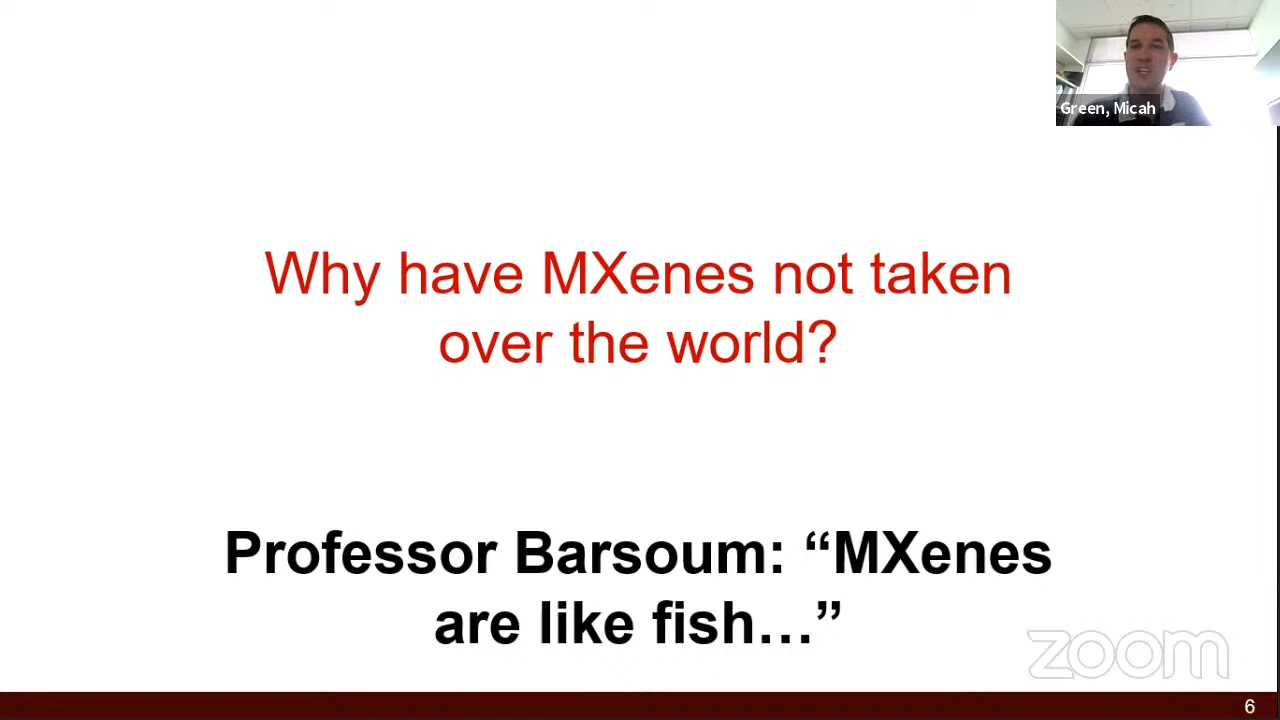 Green, Micah
Why have MXenes not taken
over the world?
Professor Barsoum: “MXenes
are like fish…”
zoom
6